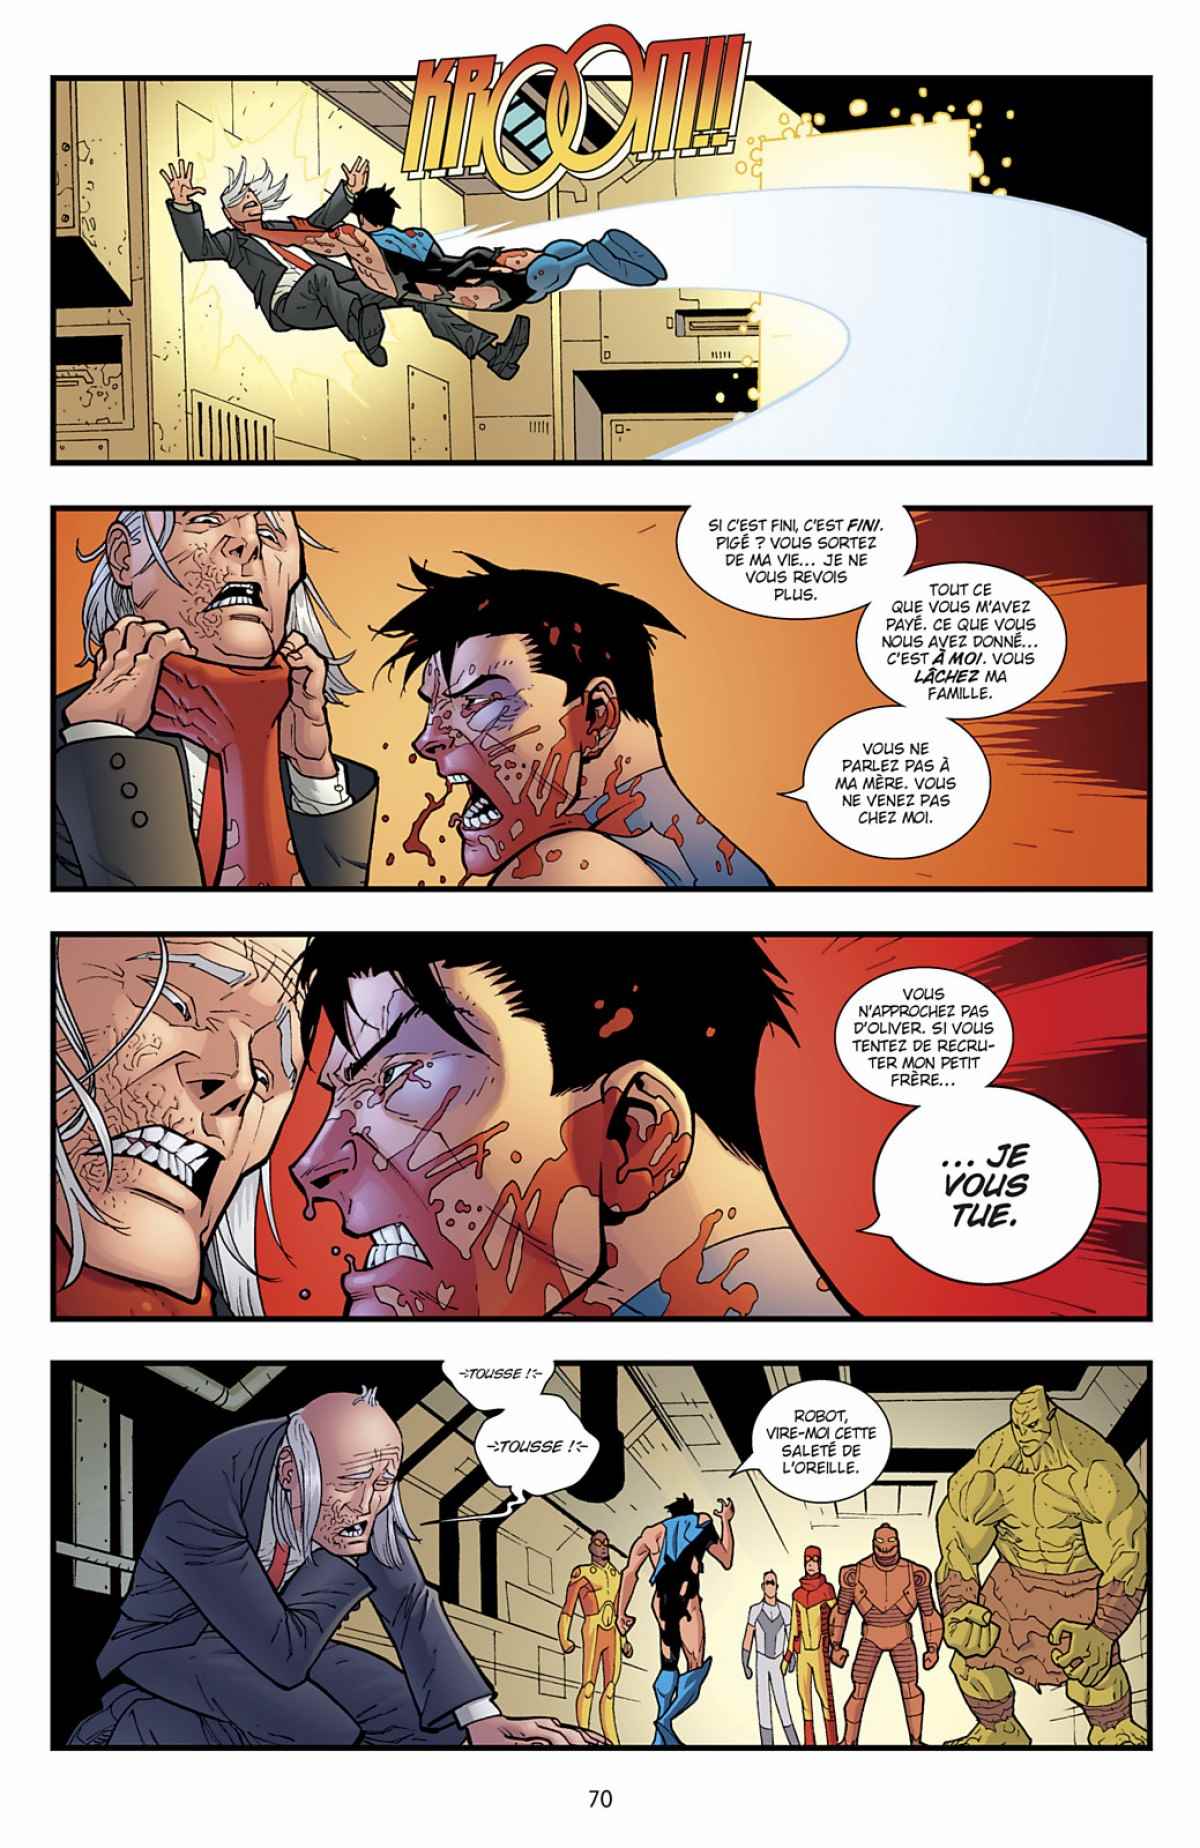 KROOM!!
SI C'EST FINI, C'EST FINI.
PIGÉ ? VOUS SORTEZ
DE MA VIE... JE NE
VOUS REVOIS
PLUS.
TOUT CE
QUE VOUS M'AVEZ
PAYÉ. CE QUE VOUS
NOUS AVEZ DONNÉ...
C'EST À MOI. VOUS
LÂCHEZ MA
FAMILLE.
VOUS NE
PARLEZ PAS À
MA MÈRE. VOUS
NE VENEZ PAS
CHEZ MOI.
VOUS
N'APPROCHEZ PAS
D'OLIVER. SI VOUS
TENTEZ DE RECRU-
TER MON PETIT
FRÈRE...
... JE
VOUS
TUE.
TOUSSE !
TOUSSE !
ROBOT,
VIRE-MOI CETTE
SALETÉ DE
L'OREILLE.
70